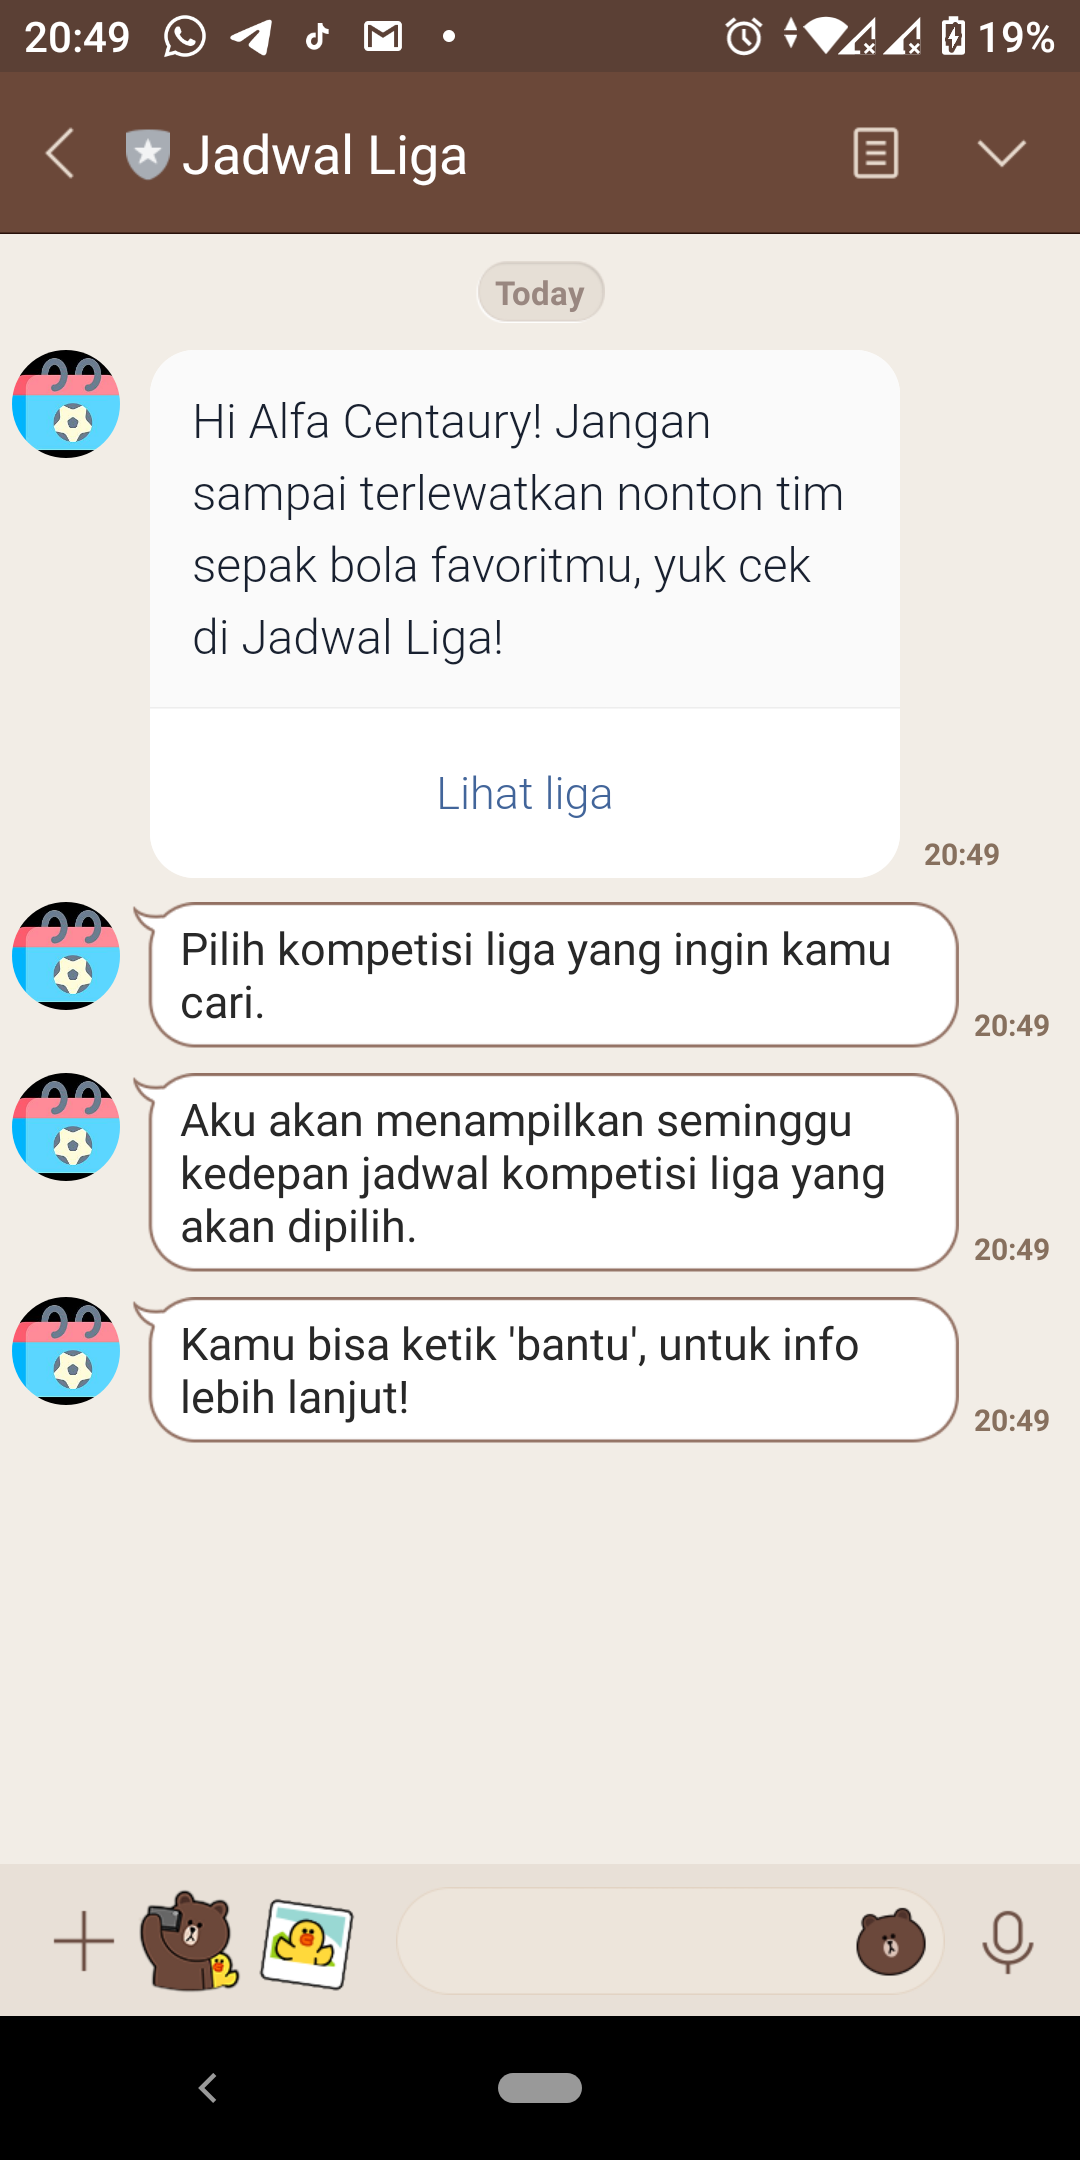 20:49
19%
Jadwal Liga
Today
Hi Alfa Centaury! Jangan
sampai terlewatkan nonton tim
sepak bola favoritmu, yuk cek
di Jadwal Liga!
Lihat liga
20:49
Pilih kompetisi liga yang ingin kamu
cari.
20:49
Aku akan menampilkan seminggu
kedepan jadwal kompetisi liga yang
akan dipilih.
20:49
Kamu bisa ketik 'bantu', untuk info
lebih lanjut!
20:49